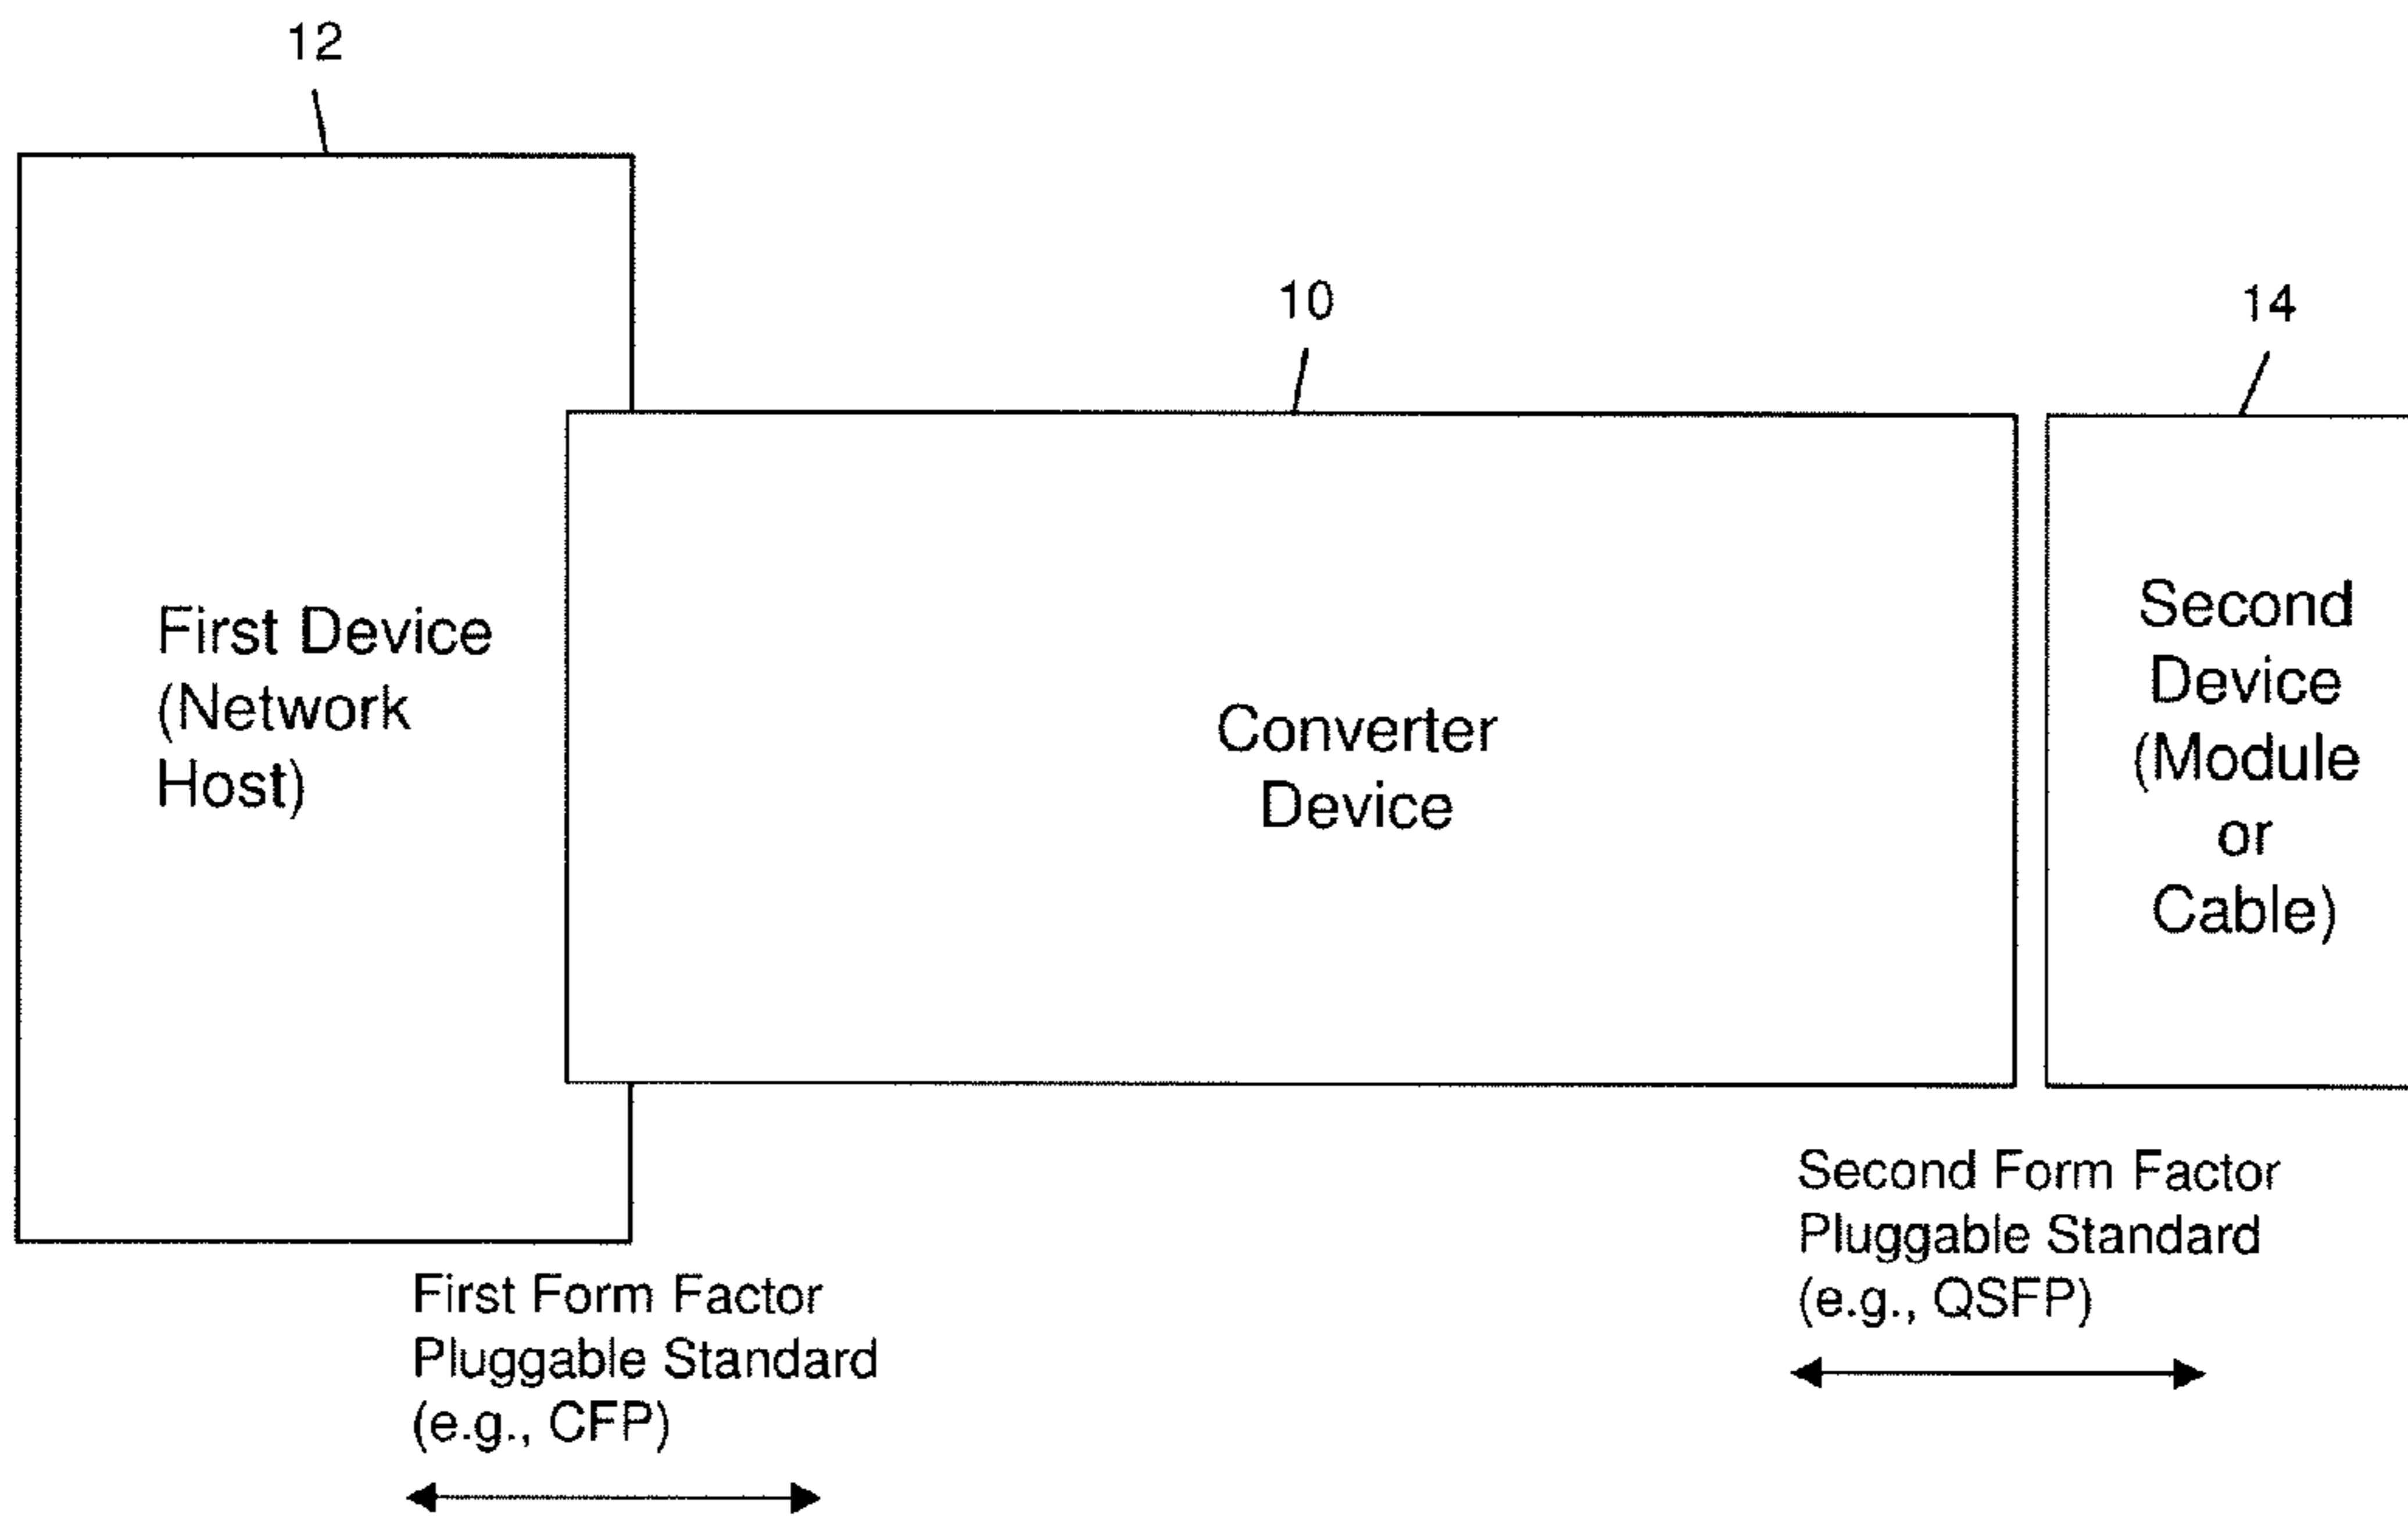 12
10
14
First Device
(Network
Host)
Converter
Device
Second
Device
(Module
or
Cable)
Second Form Factor
Pluggable Standard
(e.g., QSFP)
First Form Factor
Pluggable Standard
(e.g., CFP)